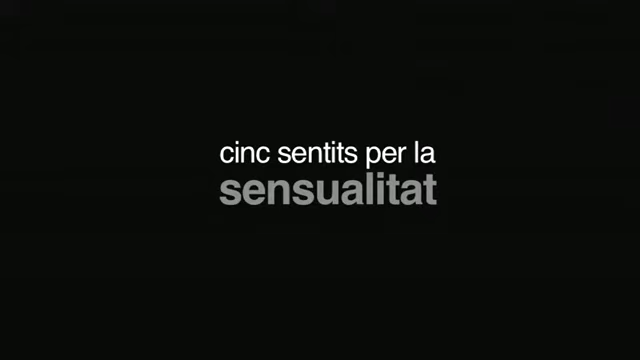 cinc sentits per la
sensualitat